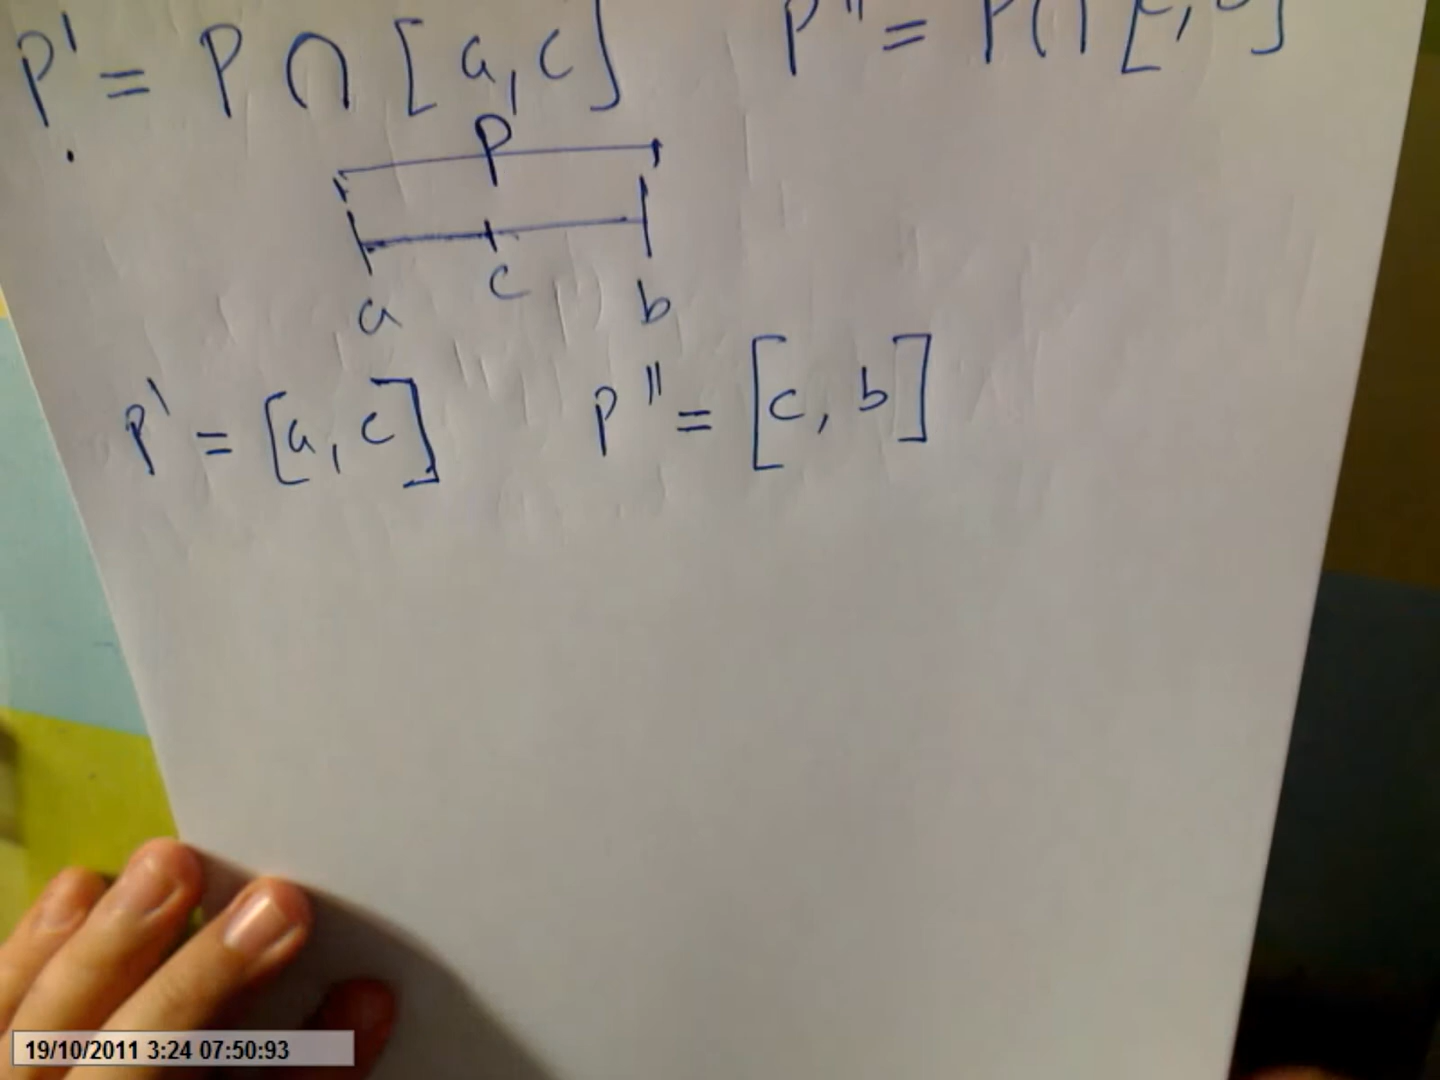 P' = P ∩ [a, c] P'' = P ∩ [c, b]
P
c
a b
P' = [a, c] P'' = [c, b]
19/10/2011 3:24 07:50:93